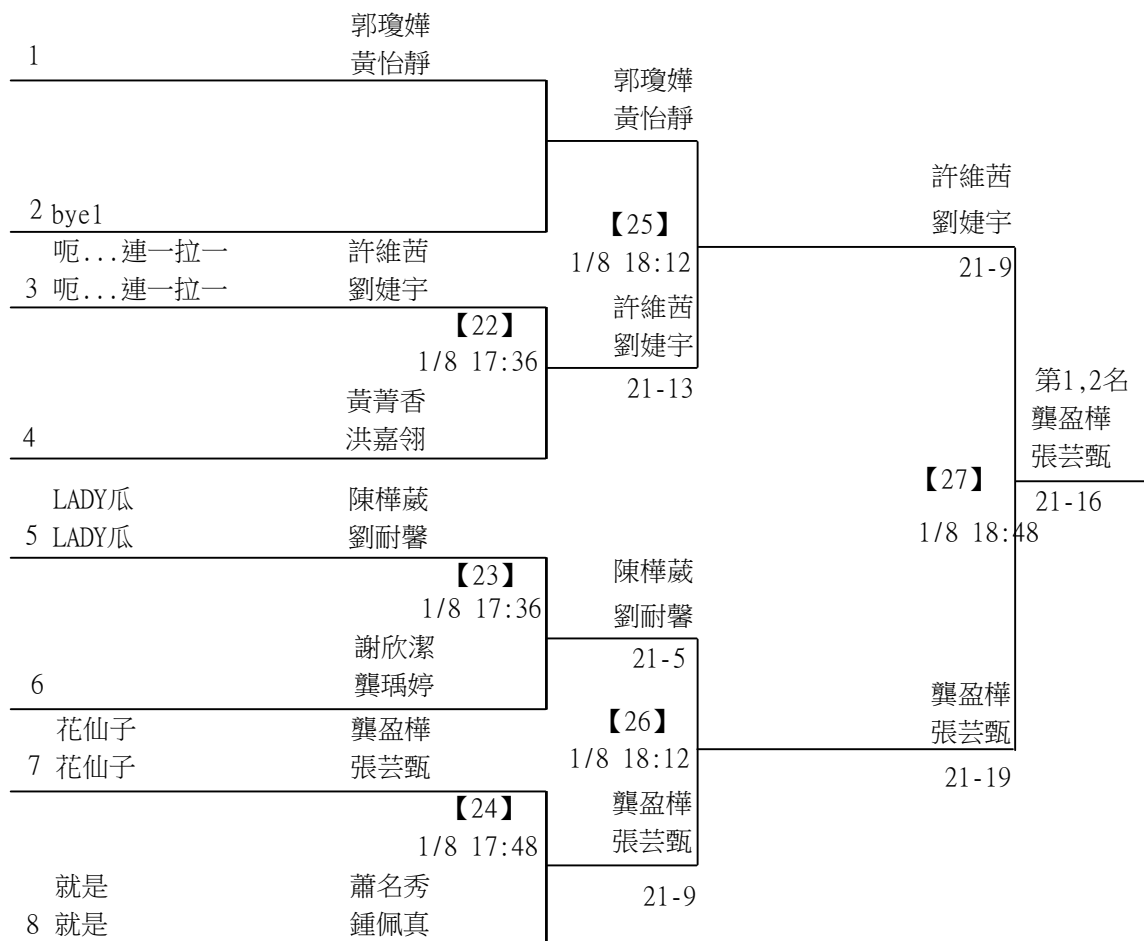 郭瓊嬅
1 黃怡靜
郭瓊嬅
黃怡靜
許維茜
2 bye1
【25】
劉婕宇
呃...連一拉一 許維茜
1/8 18:12
21-9
3 呃...連一拉一 劉婕宇
許維茜
【22】
劉婕宇
1/8 17:36
21-13
第1,2名
黃菁香
龔盈樺
4 洪嘉翎
張芸甄
【27】
LADY瓜 陳樺葳
21-16
5 LADY瓜 劉耐馨
1/8 18:48
【23】
陳樺葳
1/8 17:36
劉耐馨
謝欣潔
21-5
6 龔瑀婷
龔盈樺
花仙子 龔盈樺
【26】
張芸甄
7 花仙子 張芸甄
1/8 18:12
21-19
【24】
龔盈樺
1/8 17:48
張芸甄
就是 蕭名秀
21-9
8 就是 鍾佩真